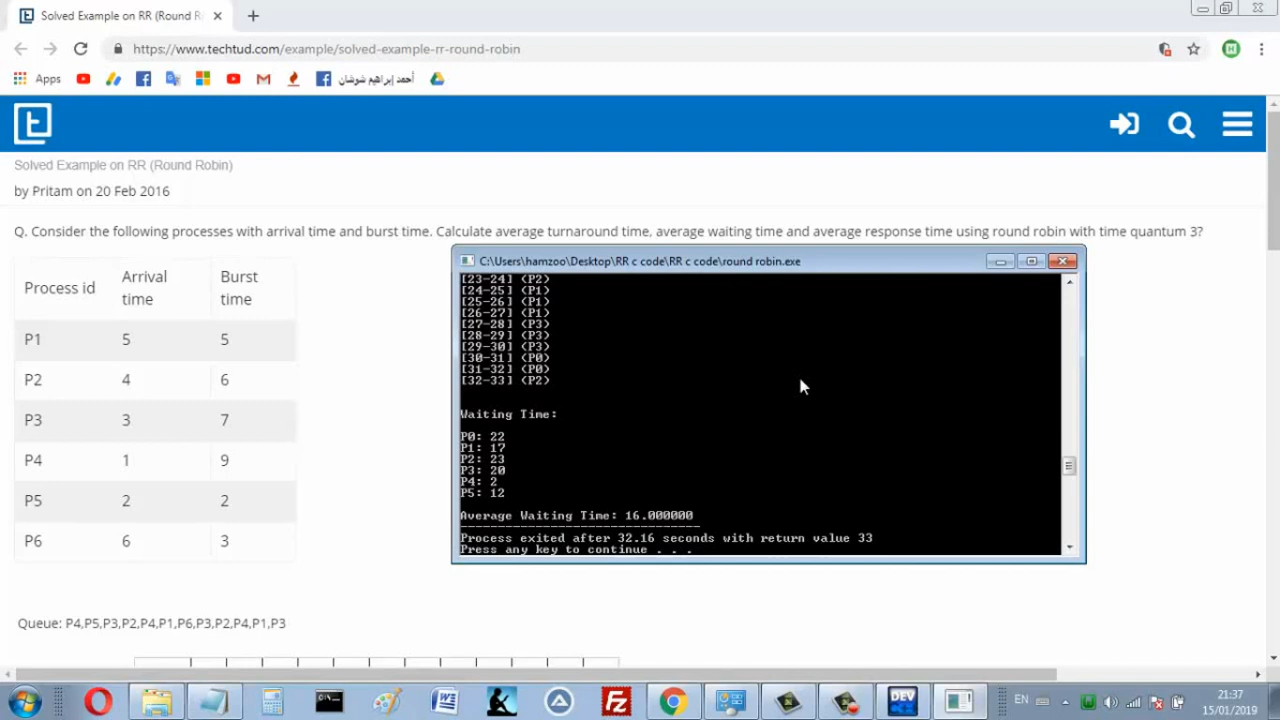 Solved Example on RR (Round R
https://www.techtud.com/example/solved-example-rr-round-robin
Apps
أحمد إبراهيم شوشان
Solved Example on RR (Round Robin)
by Pritam on 20 Feb 2016
Q. Consider the following processes with arrival time and burst time. Calculate average turnaround time, average waiting time and average response time using round robin with time quantum 3?
Process id Arrival time Burst time
P1 5 5
P2 4 6
P3 3 7
P4 1 9
P5 2 2
P6 6 3
C:\Users\hamzoo\Desktop\RR c code\RR c code\round robin.exe
[23-24] (P2)
[24-25] (P1)
[25-26] (P1)
[26-27] (P1)
[27-28] (P3)
[28-29] (P3)
[29-30] (P3)
[30-31] (P0)
[31-32] (P0)
[32-33] (P2)
Waiting Time:
P0: 22
P1: 17
P2: 23
P3: 20
P4: 2
P5: 12
Average Waiting Time: 16.000000
--------------------------------
Process exited after 32.16 seconds with return value 33
Press any key to continue . . .
Queue: P4,P5,P3,P2,P4,P1,P6,P3,P2,P4,P1,P3
DEV
EN
21:37
15/01/2019